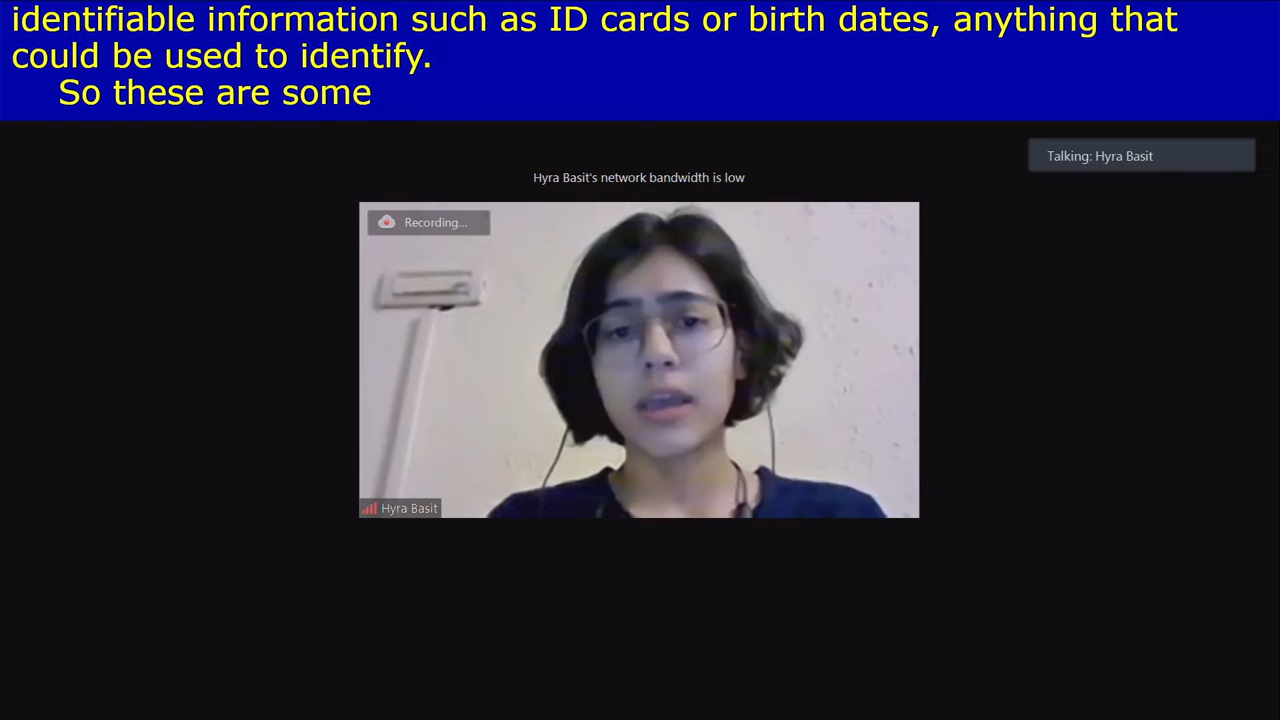 identifiable information such as ID cards or birth dates, anything that
could be used to identify.
So these are some
Talking: Hyra Basit
Hyra Basit's network bandwidth is low
Recording...
Hyra Basit